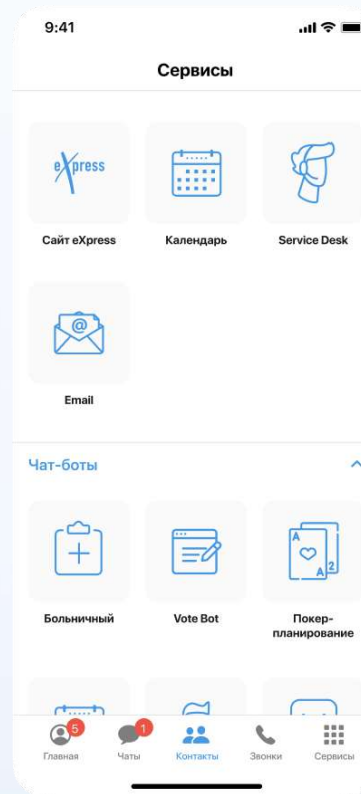 9:41
Сервисы
eXpress
Сайт eXpress
Календарь
Service Desk
@
Email
Чат-боты
Больничный
Vote Bot
A
A
2
Покер-
планирование
5
1
Главная
Чаты
Контакты
Звонки
Сервисы